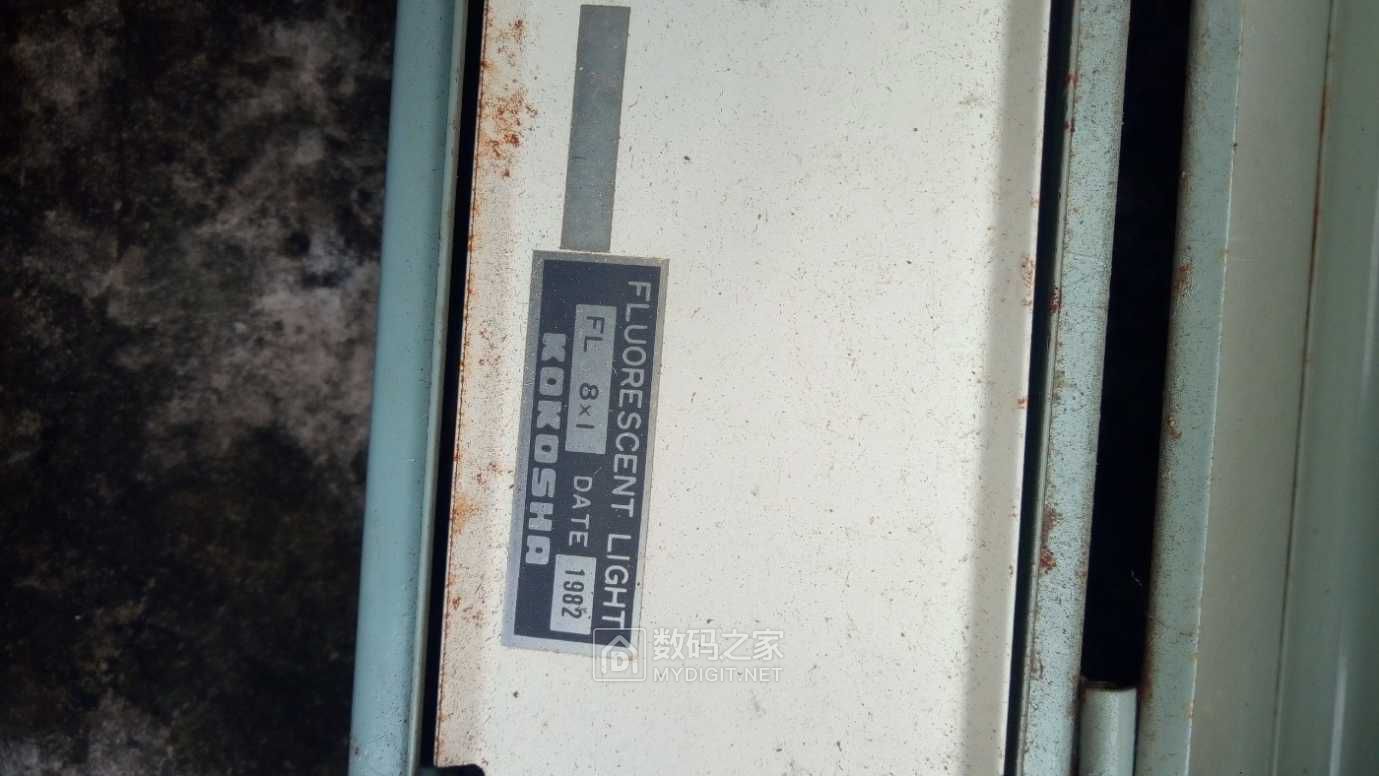 FLUORESCENT LIGHT
FL 8×1 DATE 1982
KOKOSHA
数码之家
MYDIGIT.NET